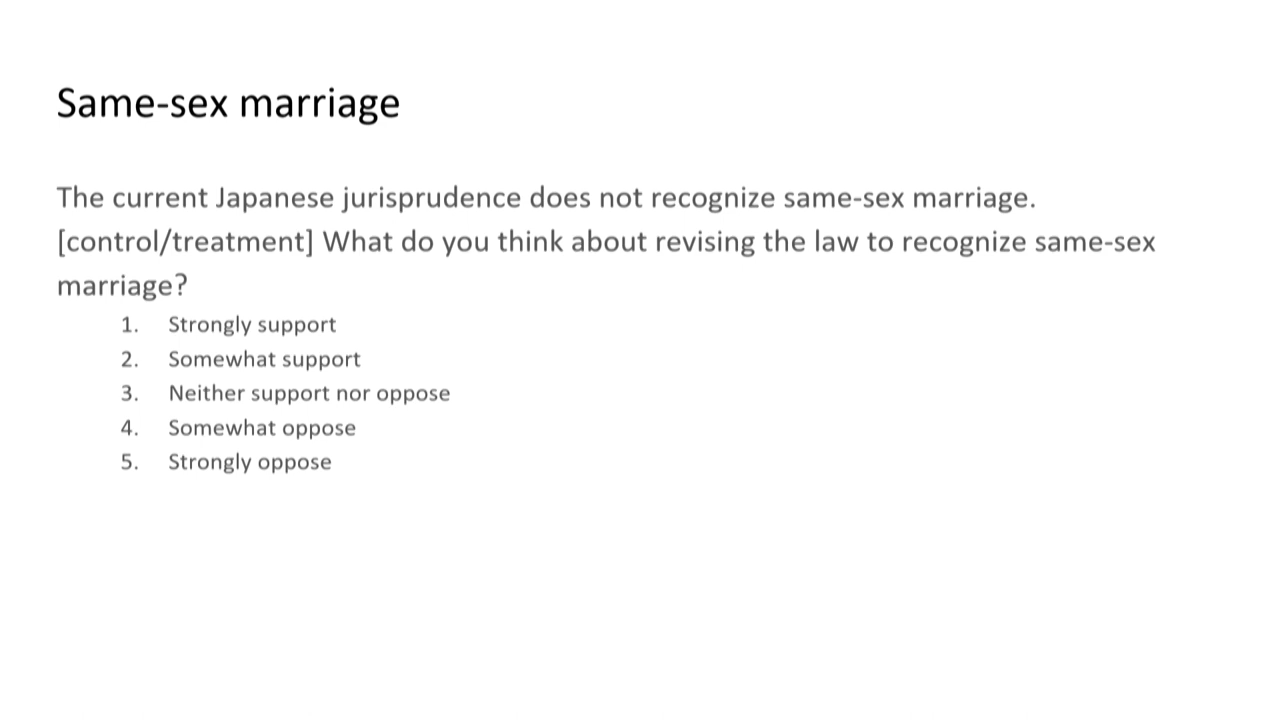 Same-sex marriage
The current Japanese jurisprudence does not recognize same-sex marriage.
[control/treatment] What do you think about revising the law to recognize same-sex
marriage?
1. Strongly support
2. Somewhat support
3. Neither support nor oppose
4. Somewhat oppose
5. Strongly oppose